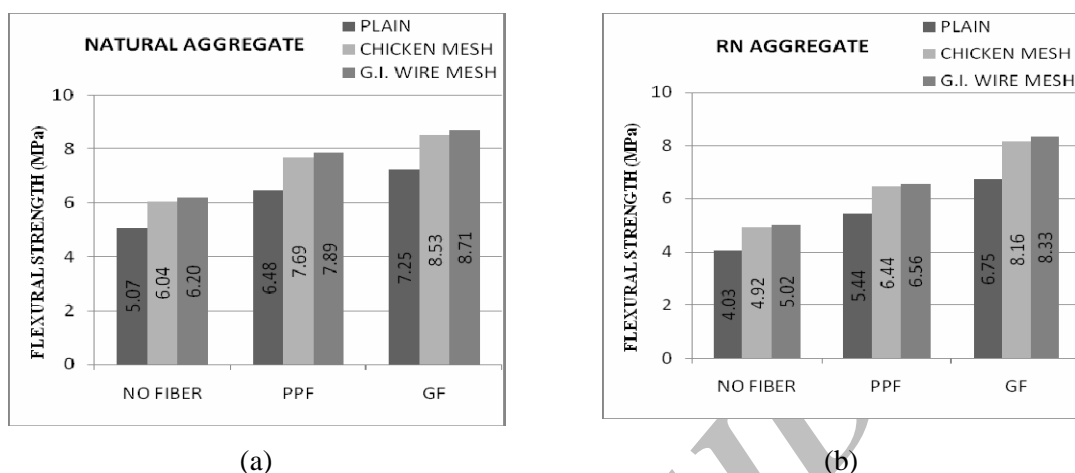 NATURAL AGGREGATE
PLAIN
CHICKEN MESH
G.I. WIRE MESH
FLEXURAL STRENGTH (MPa)
10
8
6
4
2
0
5.07
6.04
6.20
6.48
7.69
7.89
7.25
8.53
8.71
NO FIBER
PPF
GF
(a)
RN AGGREGATE
PLAIN
CHICKEN MESH
G.I. WIRE MESH
FLEXURAL STRENGTH (MPa)
10
8
6
4
2
0
4.03
4.92
5.02
5.44
6.44
6.56
6.75
8.16
8.33
NO FIBER
PPF
GF
(b)